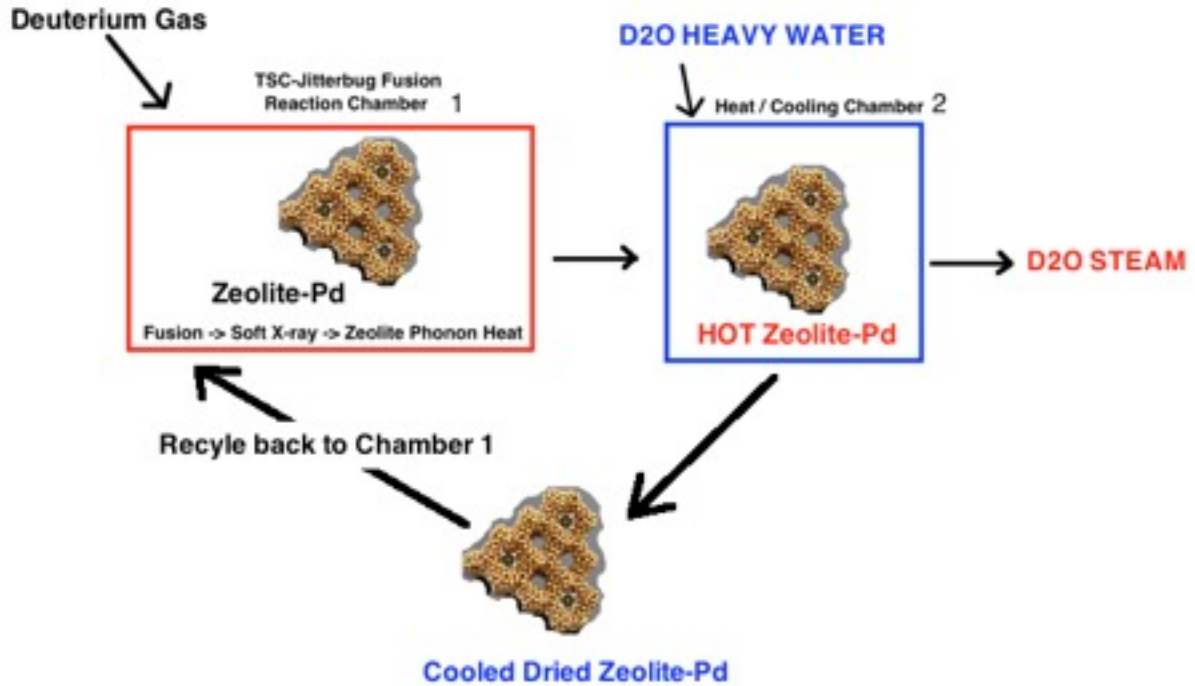 Deuterium Gas
D2O HEAVY WATER
TSC-Jitterbug Fusion
Reaction Chamber 1
Heat / Cooling Chamber 2
Zeolite-Pd
Fusion -> Soft X-ray -> Zeolite Phonon Heat
HOT Zeolite-Pd
D2O STEAM
Recyle back to Chamber 1
Cooled Dried Zeolite-Pd